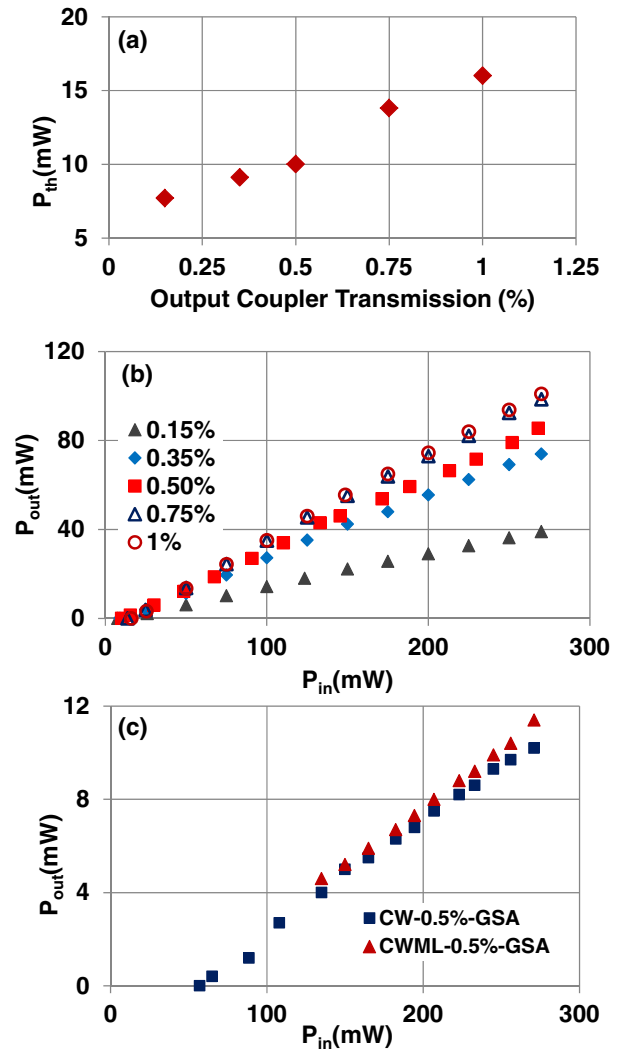 (a)
20
15
10
5
P_th(mW)
0 0.25 0.5 0.75 1 1.25
Output Coupler Transmission (%)
(b)
120
80
40
0
P_out(mW)
0.15%
0.35%
0.50%
0.75%
1%
0 100 200 300
P_in(mW)
(c)
12
8
4
0
P_out(mW)
CW-0.5%-GSA
CWML-0.5%-GSA
0 100 200 300
P_in(mW)